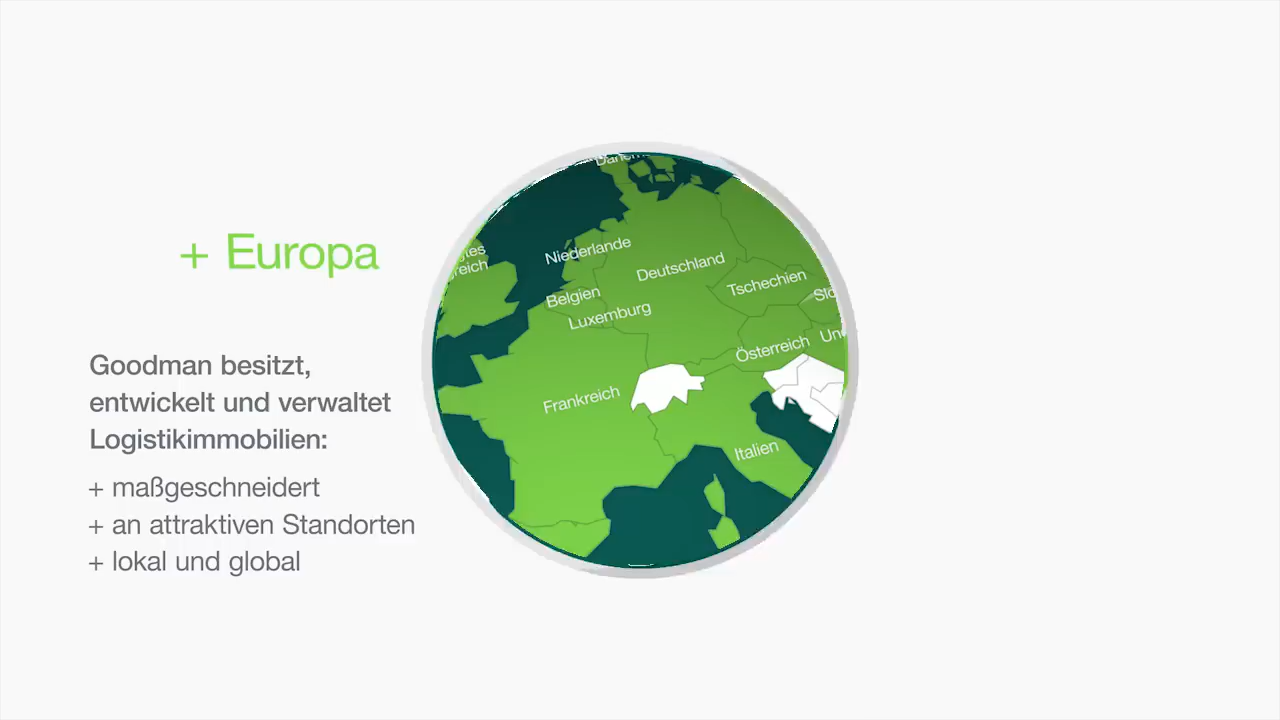 + Europa
Goodman besitzt,
entwickelt und verwaltet
Logistikimmobilien:
+ maßgeschneidert
+ an attraktiven Standorten
+ lokal und global
Niederlande
Deutschland
Tschechien
Belgien
Luxemburg
Österreich
Frankreich
Italien